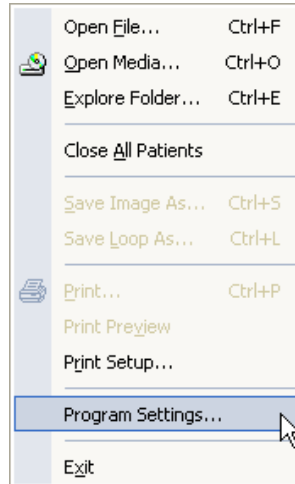 Open File... Ctrl+F
Open Media... Ctrl+O
Explore Folder... Ctrl+E
Close All Patients
Save Image As... Ctrl+S
Save Loop As... Ctrl+L
Print... Ctrl+P
Print Preview
Print Setup...
Program Settings...
Exit